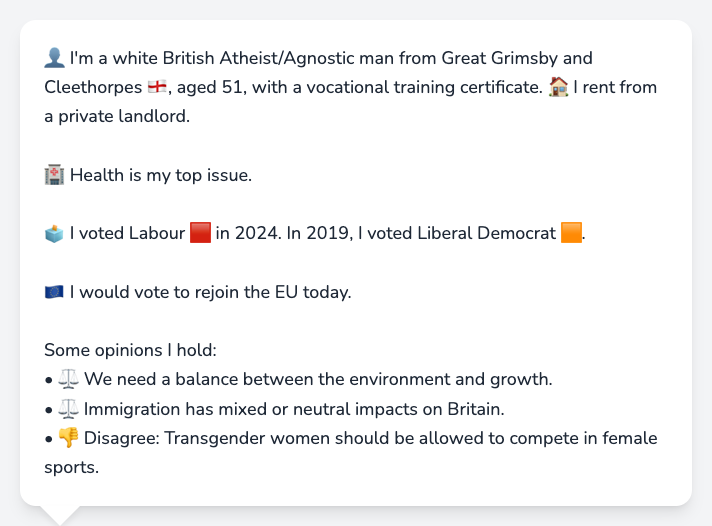 👤 I'm a white British Atheist/Agnostic man from Great Grimsby and
Cleethorpes 🏴󠁧󠁢󠁥󠁮󠁧󠁿, aged 51, with a vocational training certificate. 🏠 I rent from
a private landlord.
🏥 Health is my top issue.
🗳️ I voted Labour 🟥 in 2024. In 2019, I voted Liberal Democrat 🟧.
🇪🇺 I would vote to rejoin the EU today.
Some opinions I hold:
• ⚖️ We need a balance between the environment and growth.
• ⚖️ Immigration has mixed or neutral impacts on Britain.
• 👎 Disagree: Transgender women should be allowed to compete in female
sports.